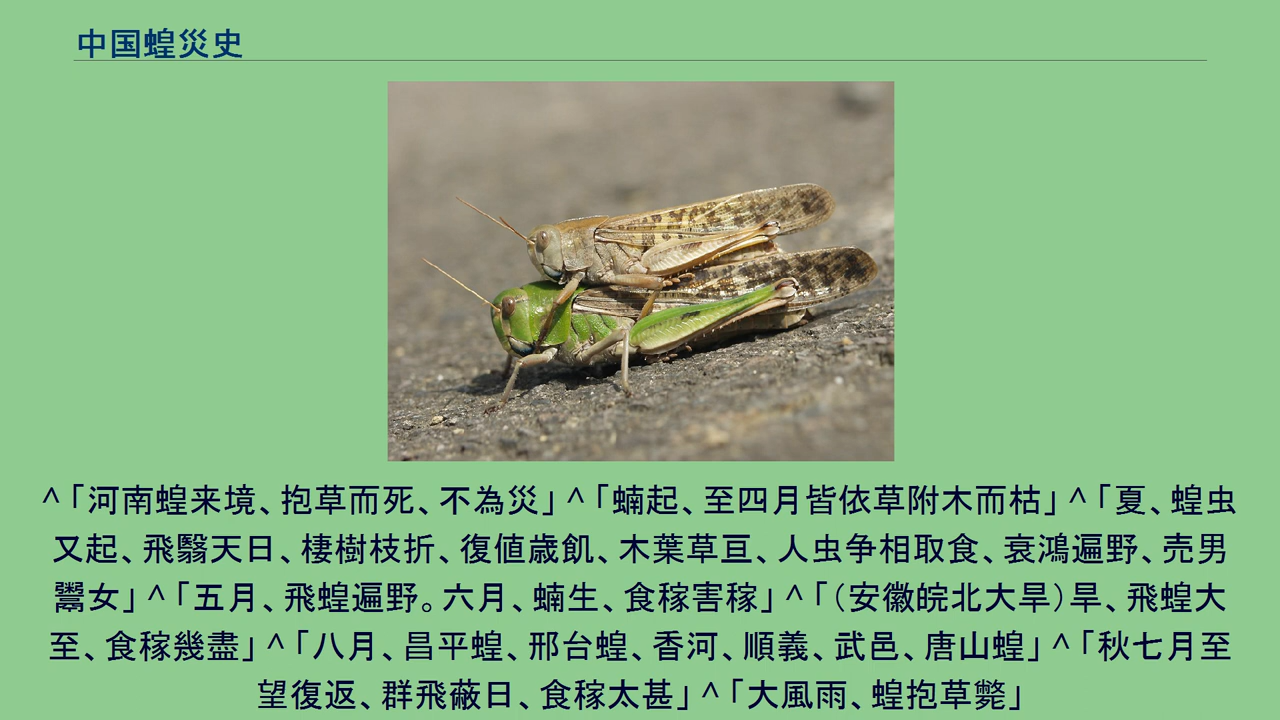 中国蝗災史
^「河南蝗来境、抱草而死、不為災」^「蝻起、至四月皆依草附木而枯」^「夏、蝗虫
又起、飛翳天日、棲樹枝折、復値歳飢、木葉草亘、人虫争相取食、哀鴻遍野、売男
鬻女」^「五月、飛蝗遍野。六月、蝻生、食稼害稼」^「（安徽皖北大旱）旱、飛蝗大
至、食稼幾盡」^「八月、昌平蝗、邢台蝗、香河、順義、武邑、唐山蝗」^「秋七月至
望復返、群飛蔽日、食稼太甚」^「大風雨、蝗抱草斃」